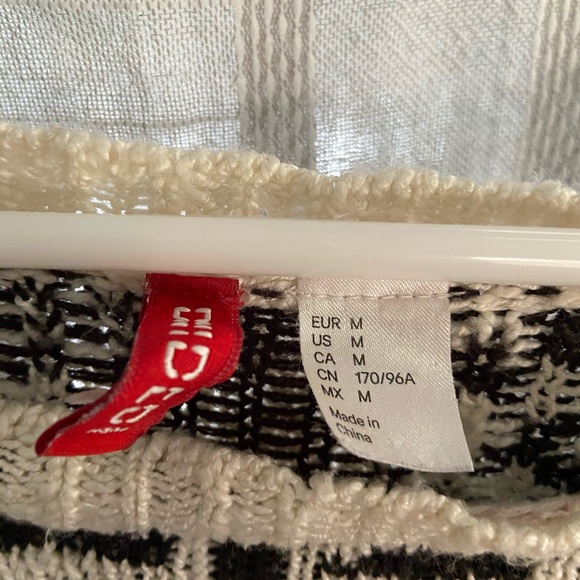 EUR M
US M
CA M
CN 170/96A
MX M
Made in
China